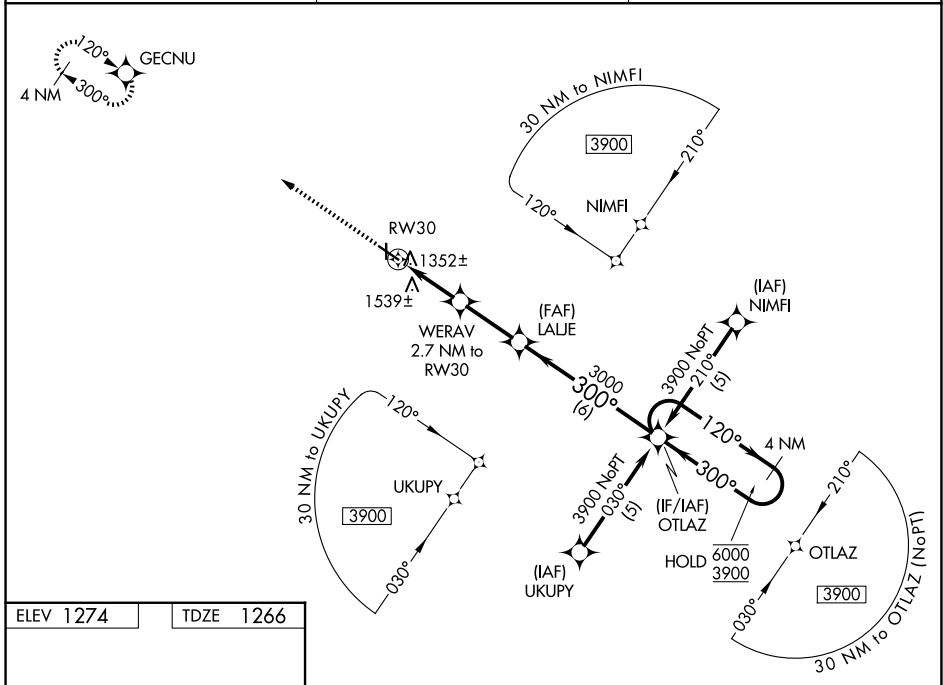 120°
GECNU
4 NM
300°
30 NM to NIMFI
3900
210°
120°
NIMFI
RW30
1352±
1539±
WERAV
2.7 NM to
RW30
(FAF)
LALJE
(IAF)
NIMFI
3900 NoPT
210°
(5)
3000
300°
(6)
120°
4 NM
300°
30 NM to UKUPY
120°
UKUPY
3900
030°
3900 NoPT
030°
(5)
(IF/IAF)
OTLAZ
HOLD 6000
3900
(IAF)
UKUPY
210°
OTLAZ
3900
030°
30 NM to OTLAZ (NoPT)
ELEV 1274
TDZE 1266